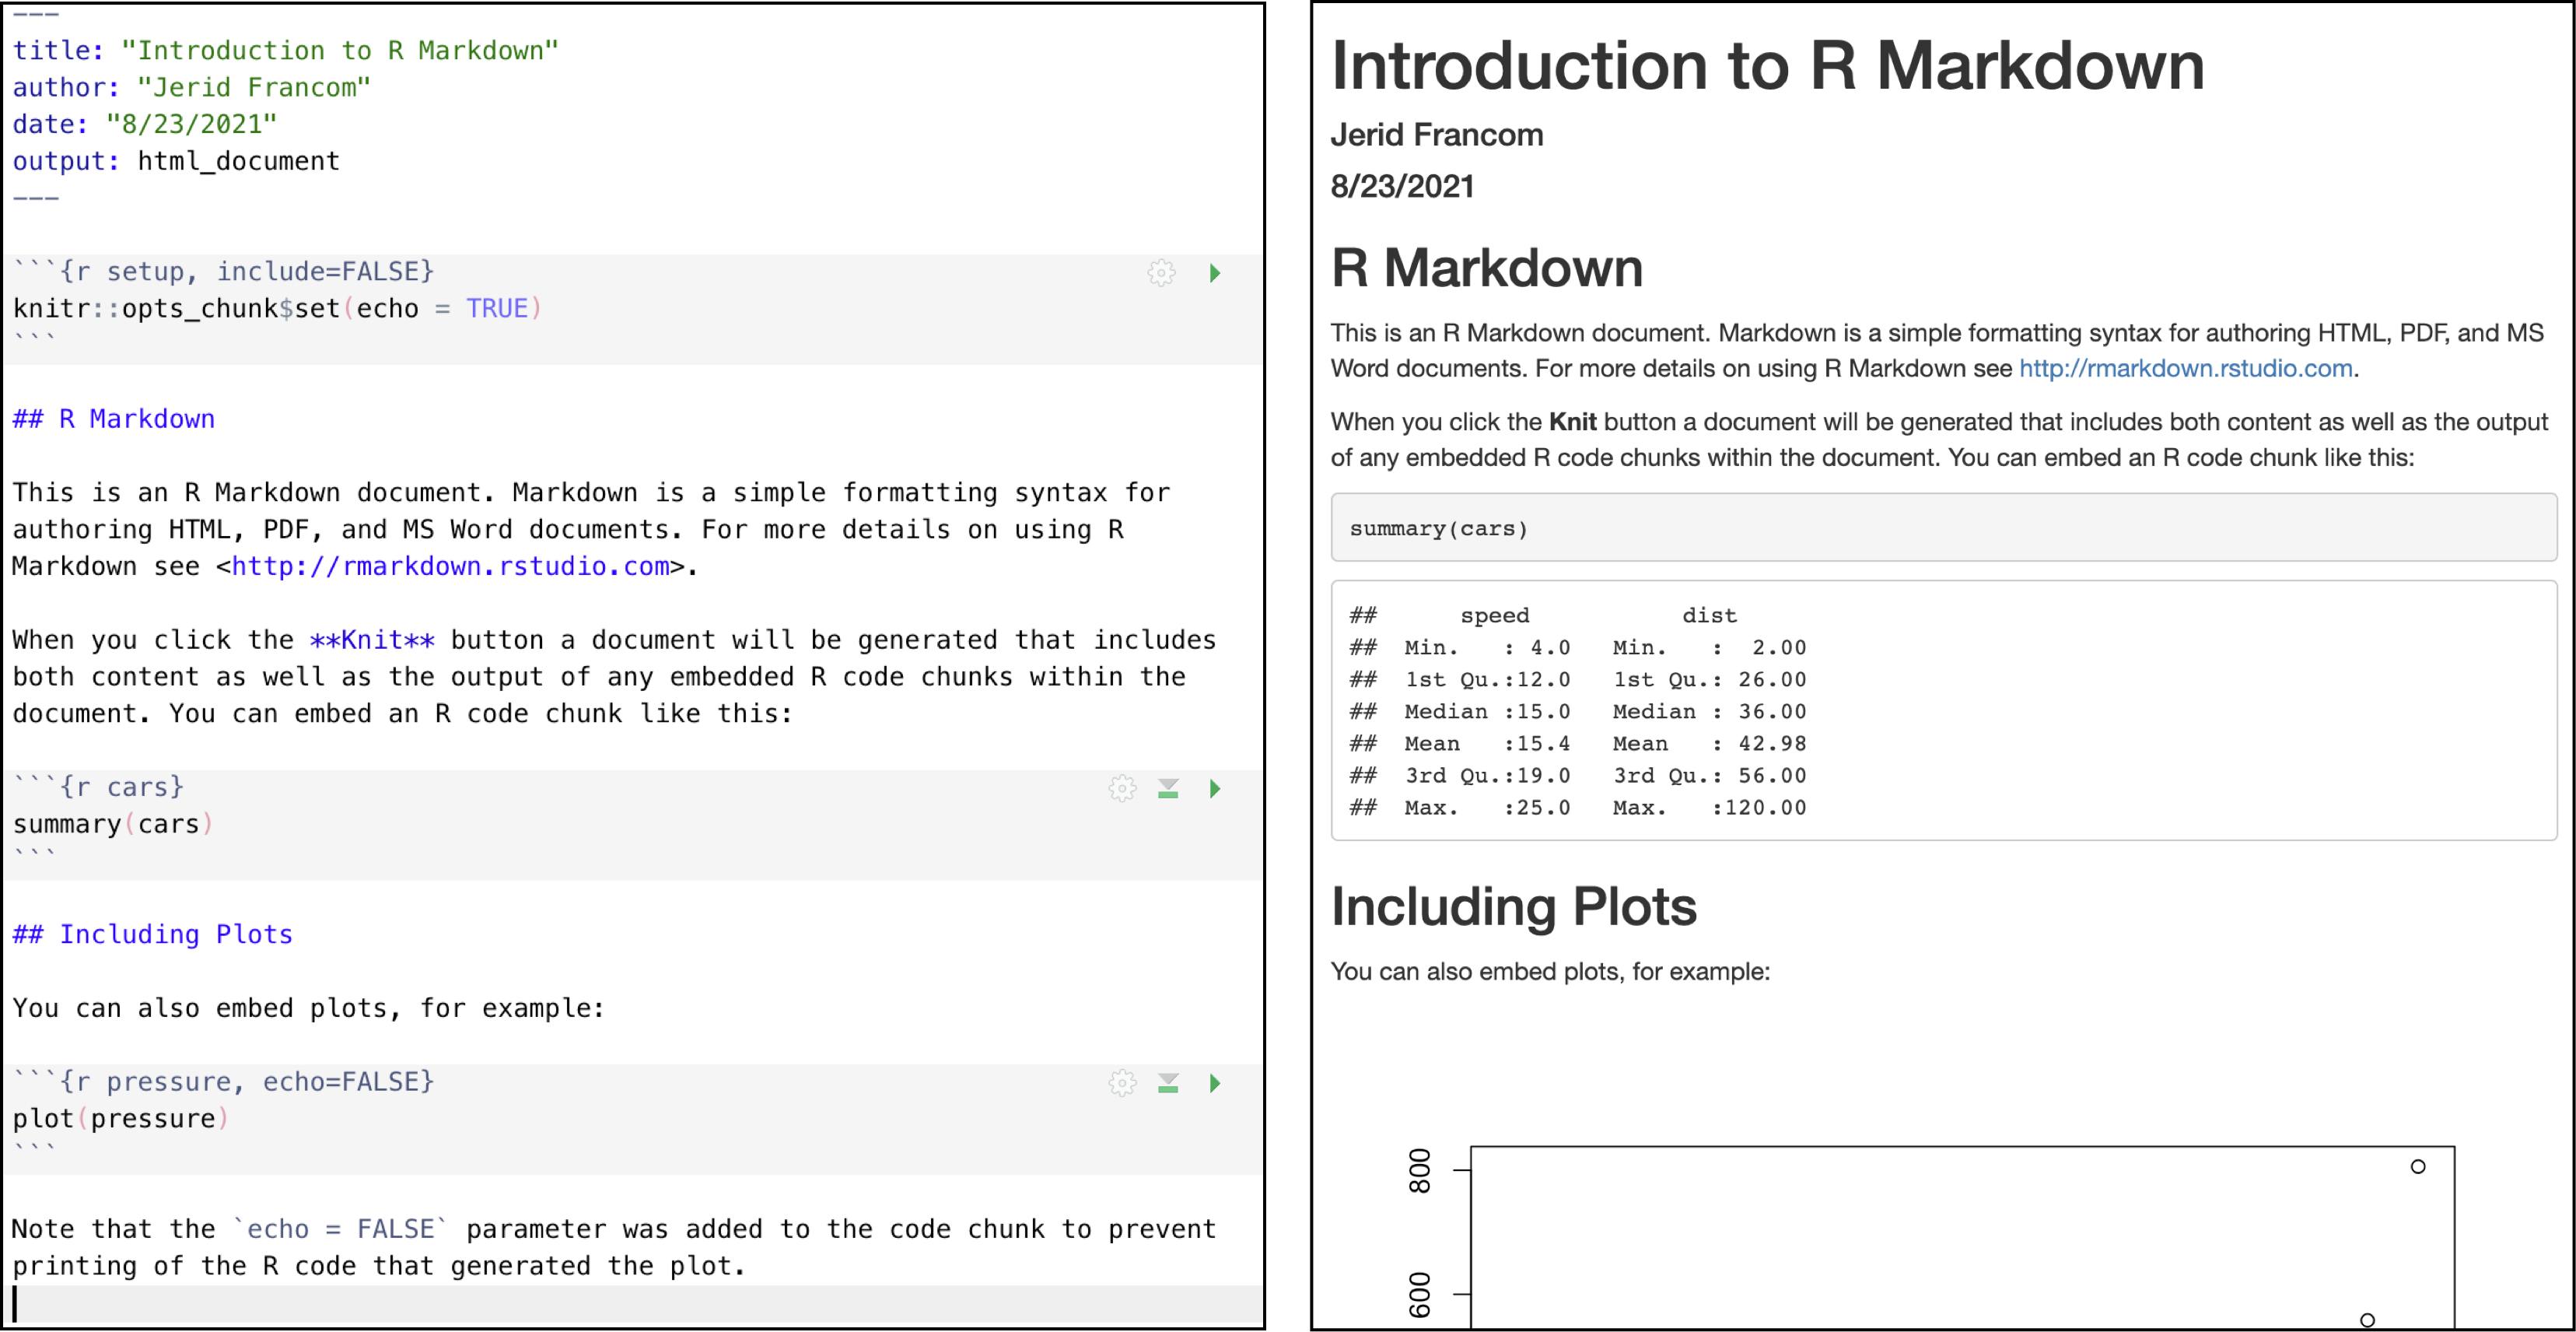 ---
title: "Introduction to R Markdown"
author: "Jerid Francom"
date: "8/23/2021"
output: html_document
---
```{r setup, include=FALSE}
knitr::opts_chunk$set(echo = TRUE)
```
## R Markdown
This is an R Markdown document. Markdown is a simple formatting syntax for
authoring HTML, PDF, and MS Word documents. For more details on using R
Markdown see <http://rmarkdown.rstudio.com>.
When you click the **Knit** button a document will be generated that includes
both content as well as the output of any embedded R code chunks within the
document. You can embed an R code chunk like this:
```{r cars}
summary(cars)
```
## Including Plots
You can also embed plots, for example:
```{r pressure, echo=FALSE}
plot(pressure)
```
Note that the `echo = FALSE` parameter was added to the code chunk to prevent
printing of the R code that generated the plot.
Introduction to R Markdown
Jerid Francom
8/23/2021
R Markdown
This is an R Markdown document. Markdown is a simple formatting syntax for authoring HTML, PDF, and MS
Word documents. For more details on using R Markdown see http://rmarkdown.rstudio.com.
When you click the Knit button a document will be generated that includes both content as well as the output
of any embedded R code chunks within the document. You can embed an R code chunk like this:
summary(cars)
##      speed           dist
##  Min.   : 4.0   Min.   :  2.00
##  1st Qu.:12.0   1st Qu.: 26.00
##  Median :15.0   Median : 36.00
##  Mean   :15.4   Mean   : 42.98
##  3rd Qu.:19.0   3rd Qu.: 56.00
##  Max.   :25.0   Max.   :120.00
Including Plots
You can also embed plots, for example:
800
600